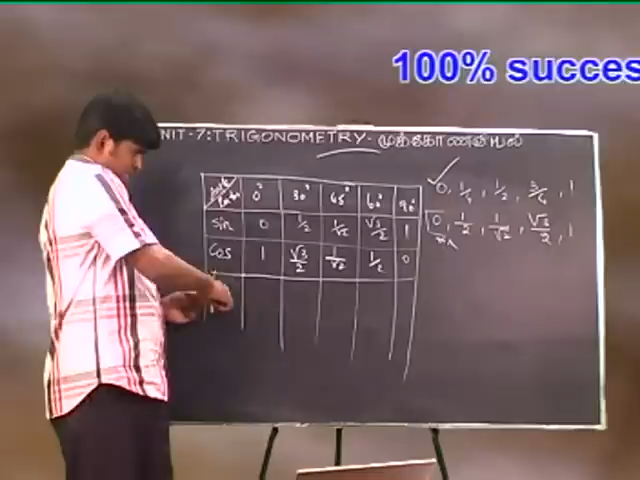 100% succes
NIT-7:TRIGONOMETRY-முக்கோணவியல்
0° 30° 45° 60° 90°
sin 0 1/2 1/√2 √3/2 1
cos 1 √3/2 1/√2 1/2 0
0, 1/4, 1/2, 3/4, 1
0, 1/2, 1/√2, √3/2, 1